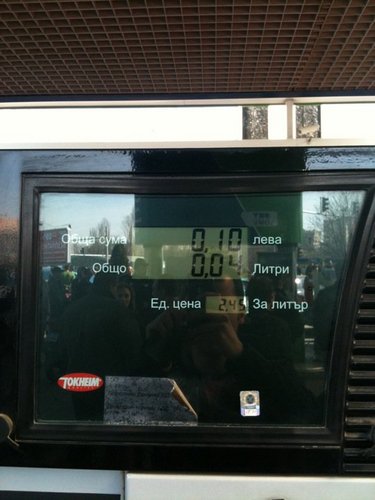 Обща сума 0,10 лева
Общо 0,04 Литри
Ед. цена 2,45 За литър
TOKHEIM